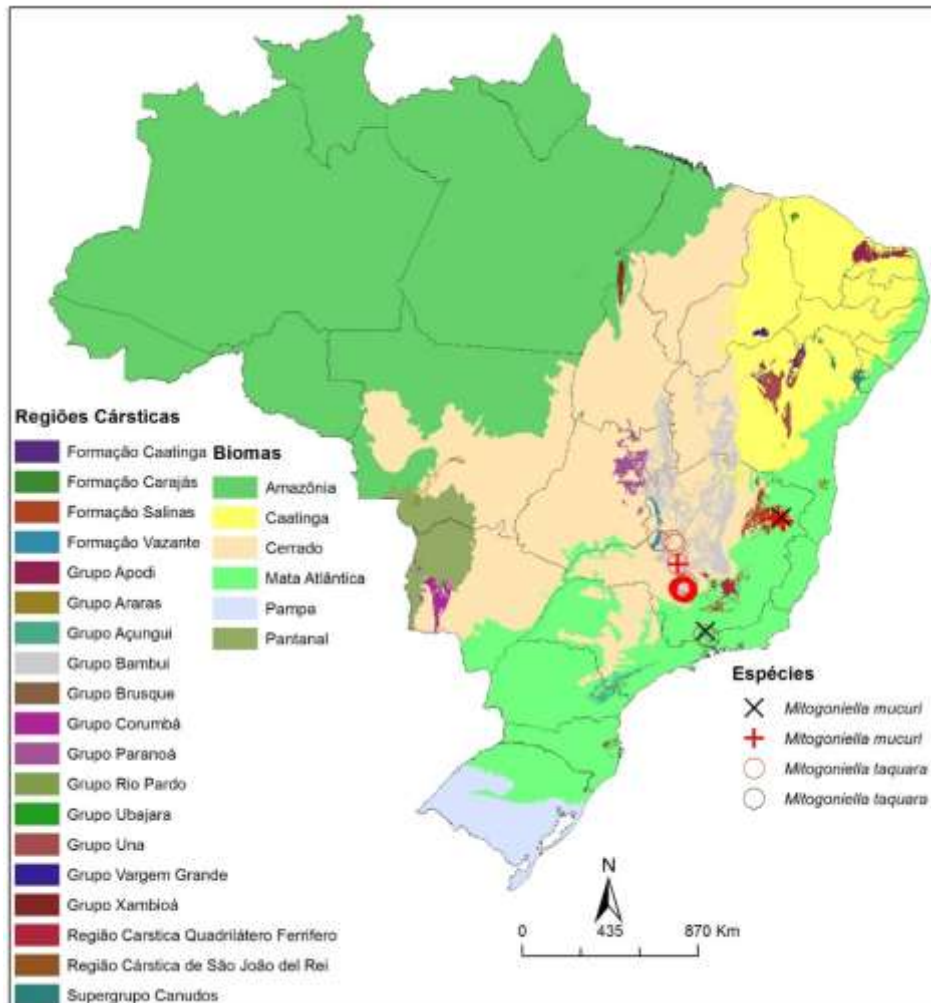 Regiões Cársticas
Formação Caatinga
Formação Carajás
Formação Salinas
Formação Vazante
Grupo Apodi
Grupo Araras
Grupo Açungui
Grupo Bambuí
Grupo Brusque
Grupo Corumbá
Grupo Paranoá
Grupo Rio Pardo
Grupo Ubajara
Grupo Una
Grupo Vargem Grande
Grupo Xambioá
Região Carstica Quadrilátero Ferrífero
Região Cárstica de São João del Rei
Supergrupo Canudos
Biomas
Amazônia
Caatinga
Cerrado
Mata Atlântica
Pampa
Pantanal
Espécies
Mitogoniella mucuri
Mitogoniella mucuri
Mitogoniella taquara
Mitogoniella taquara
N
0 435 870 Km